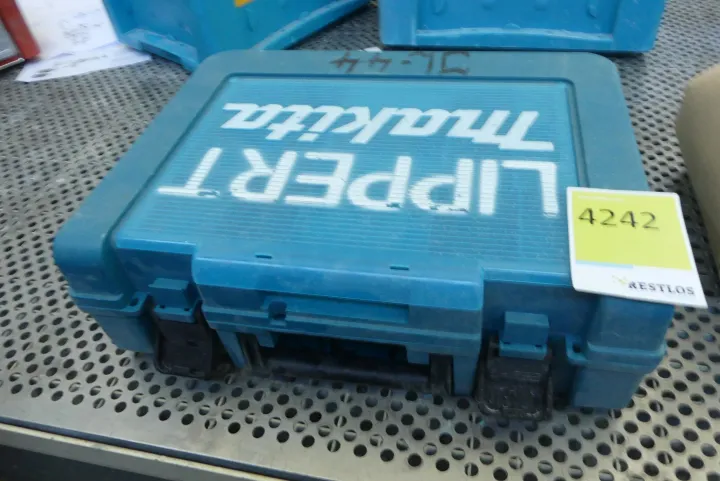 JL-44
makita
LIPPERT
4242
RESTLOS